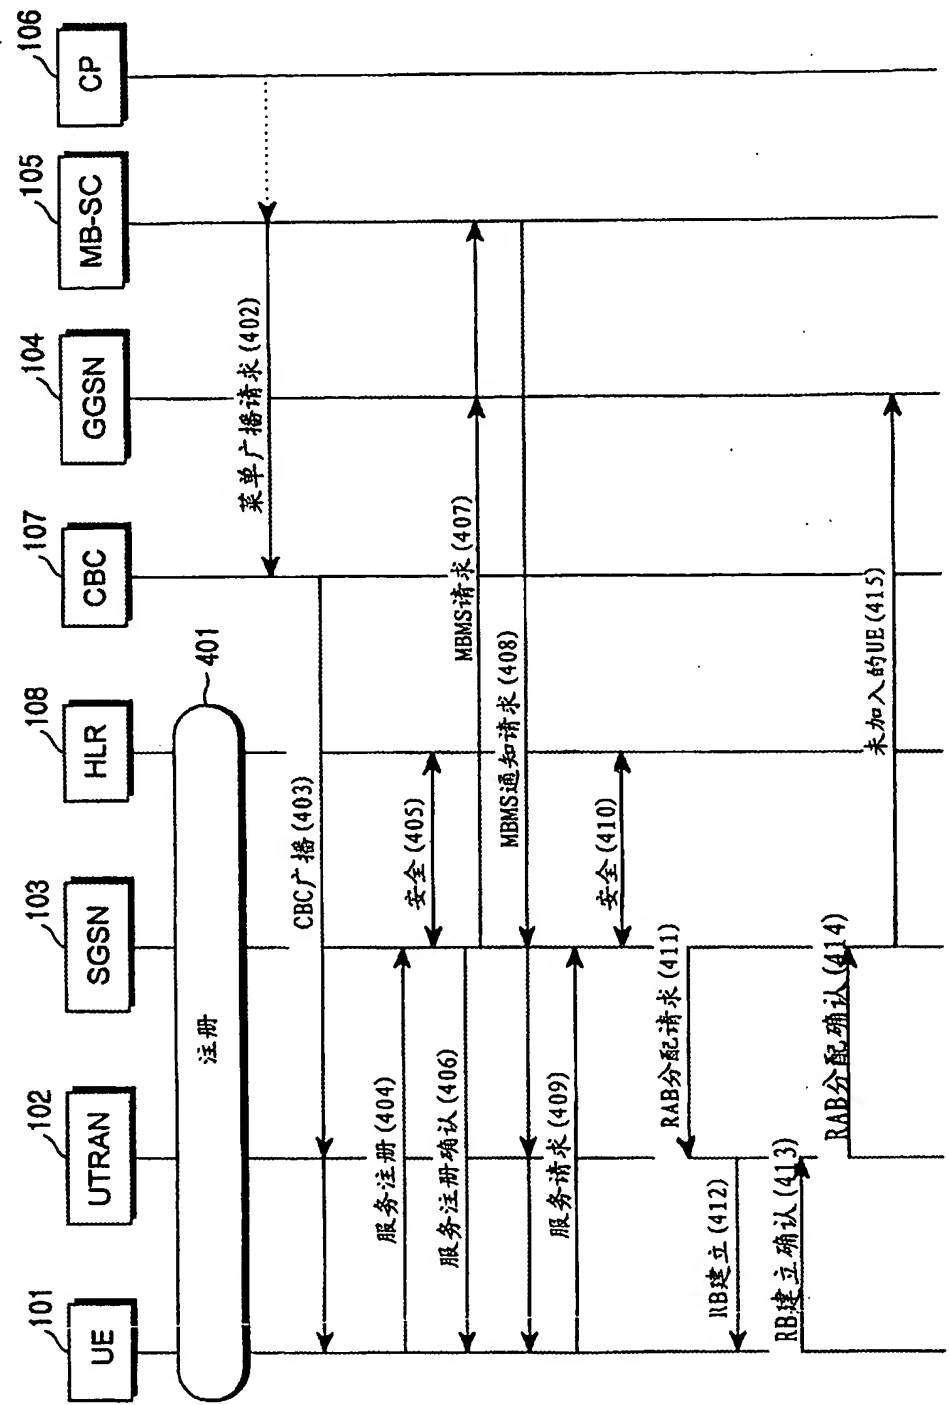 101
UE
102
UTRAN
103
SGSN
108
HLR
107
CBC
104
GGSN
105
MB-SC
106
CP
401
注册
菜单广播请求(402)
CBC广播(403)
服务注册(404)
安全(405)
服务注册确认(406)
MBMS请求(407)
MBMS通知请求(408)
服务请求(409)
安全(410)
RAB分配请求(411)
RB建立(412)
RB建立确认(413)
RAB分配确认(414)
未加入的UE(415)